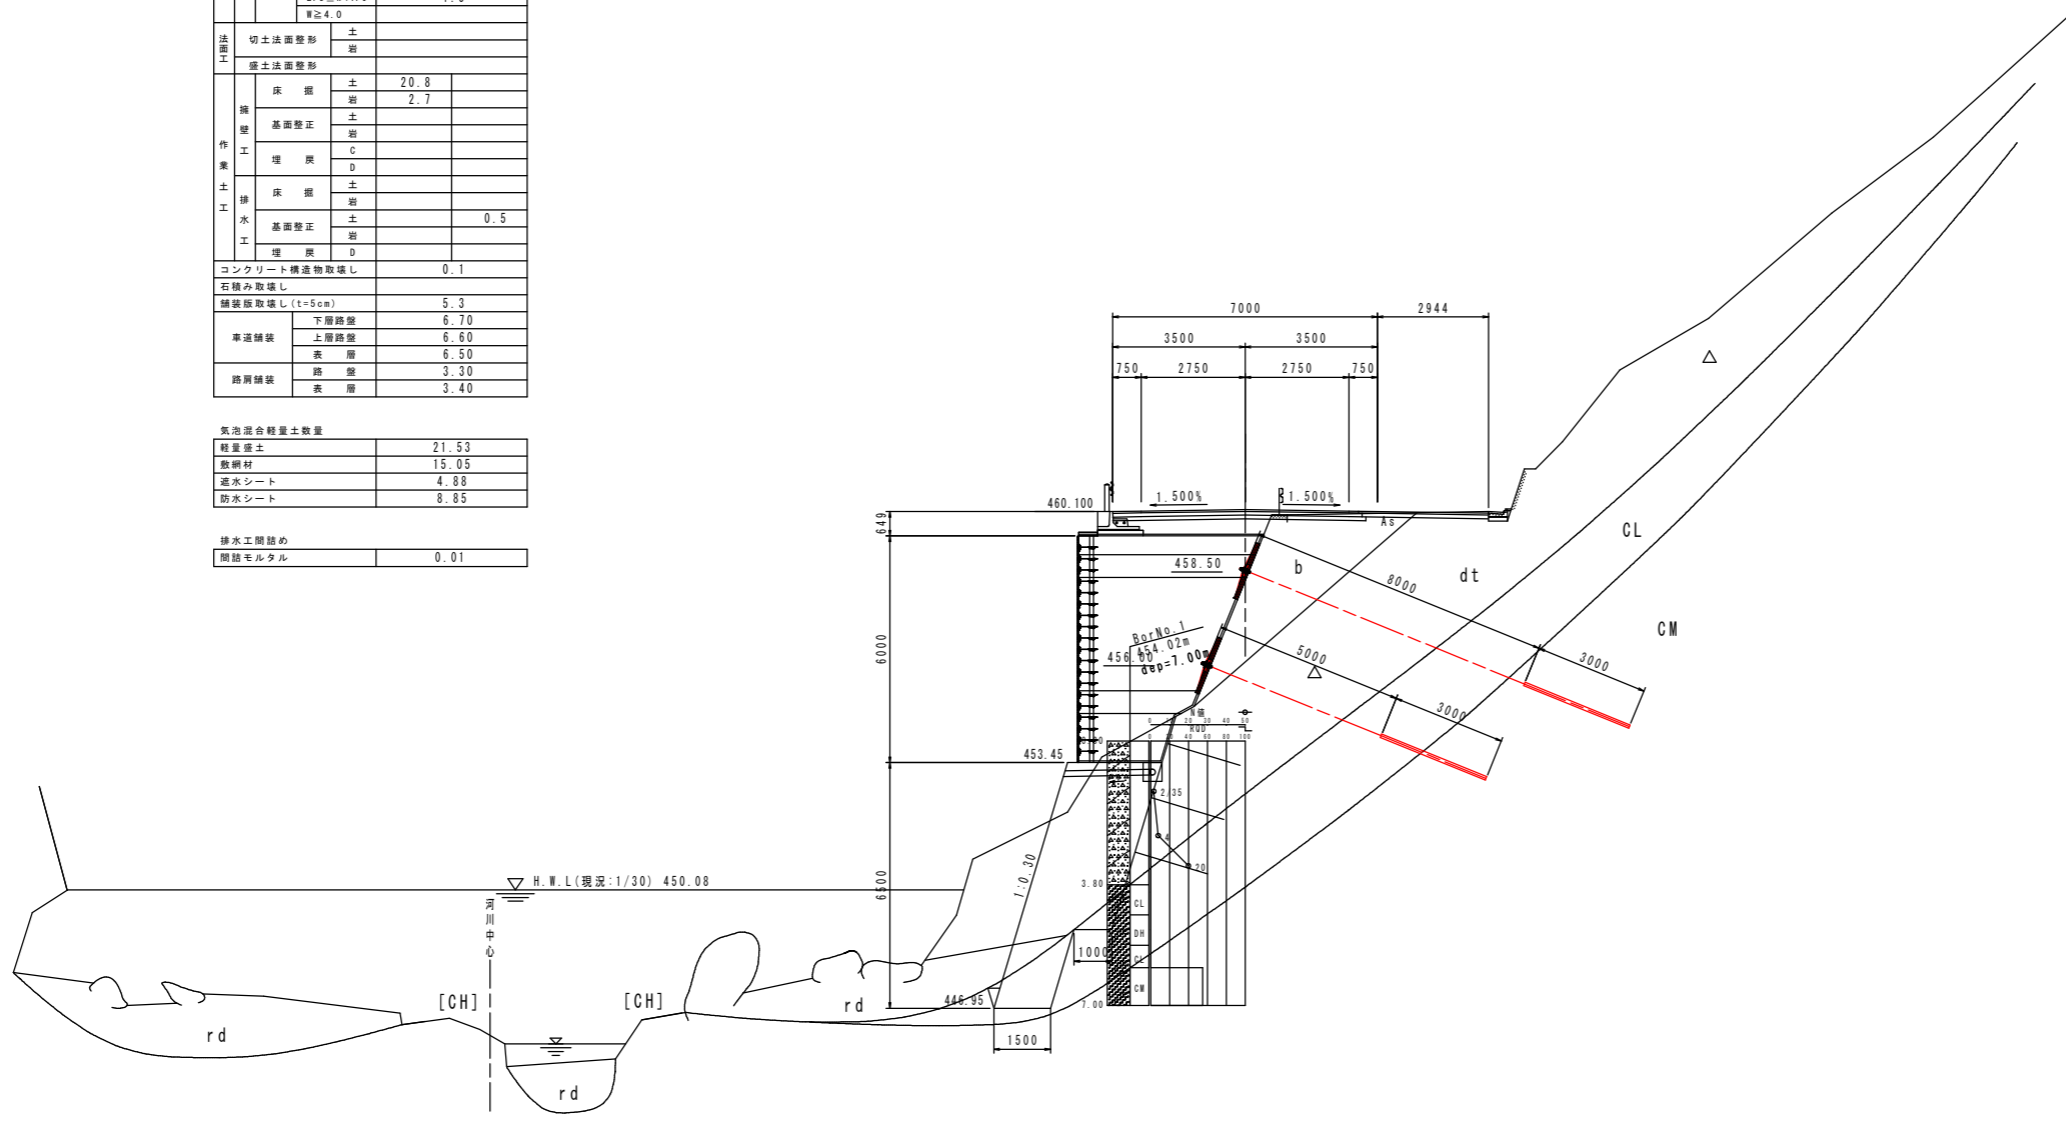 W≧4.0
法面工 切土法面整形 土
岩
盛土法面整形
作業土工 擁壁工 床掘 土 20.8
岩 2.7
基面整正 土
岩
埋戻 C
D
排水工 床掘 土
岩
基面整正 土 0.5
岩
埋戻 D
コンクリート構造物取壊し 0.1
石積み取壊し
舗装版取壊し(t=5cm) 5.3
車道舗装 下層路盤 6.70
上層路盤 6.60
表層 6.50
路肩舗装 路盤 3.30
表層 3.40
気泡混合軽量土数量
軽量盛土 21.53
敷網材 15.05
遮水シート 4.88
防水シート 8.85
排水工間詰め
間詰モルタル 0.01
7000 2944
3500 3500
750 2750 2750 750
460.100 1.500% 1.500%
As
649
6000
6500
458.50
b
dt
CL
CM
8000
3000
5000
3000
BorNo.1
454.02m
dep=7.00m
456.00
N値
0 20 30 40 50
RQD
0 20 40 60 80 100
453.45
2/35
4
20
1:0.30
3.80
CL
DH
CL
CM
7.00
1000
446.95
1500
H.W.L(現況:1/30) 450.08
河川中心
[CH]
[CH]
rd
rd
rd